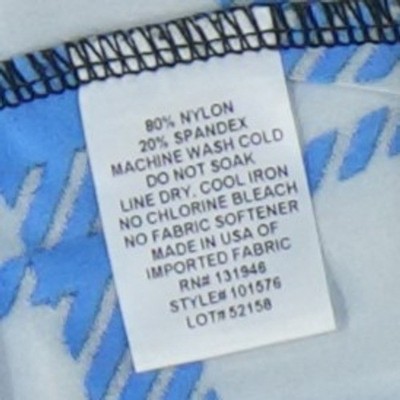 80% NYLON
20% SPANDEX
MACHINE WASH COLD
DO NOT SOAK
LINE DRY, COOL IRON
NO CHLORINE BLEACH
NO FABRIC SOFTENER
MADE IN USA OF
IMPORTED FABRIC
RN# 131946
STYLE# 101576
LOT# 52158